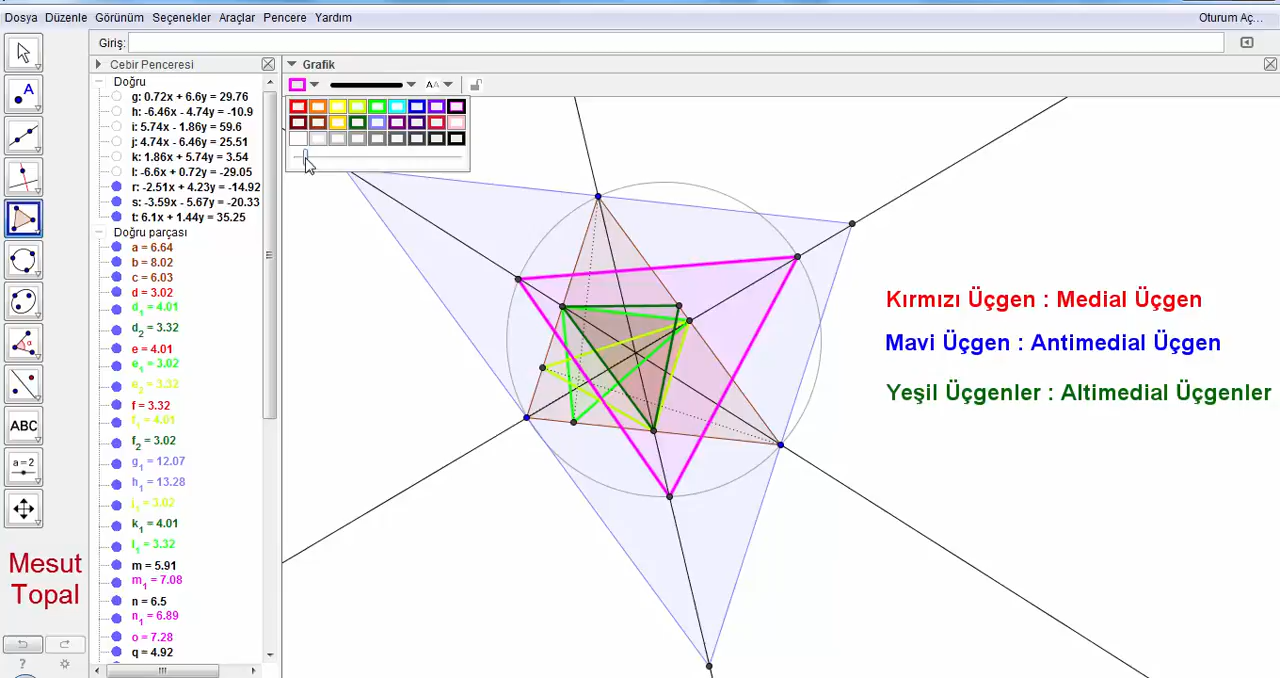 Dosya Düzenle Görünüm Seçenekler Araçlar Pencere Yardım
Oturum Aç...
Giriş:
Cebir Penceresi
Grafik
Doğru
g: 0.72x + 6.6y = 29.76
h: -6.46x - 4.74y = -10.9
i: 5.74x - 1.86y = 59.6
j: 4.74x - 6.46y = 25.51
k: 1.86x + 5.74y = 3.54
l: -6.6x + 0.72y = -29.05
r: -2.51x + 4.23y = -14.92
s: -3.59x - 5.67y = -20.33
t: 6.1x + 1.44y = 35.25
Doğru parçası
a = 6.64
b = 8.02
c = 6.03
d = 3.02
d1 = 4.01
d2 = 3.32
e = 4.01
e1 = 3.02
e2 = 3.32
f = 3.32
f1 = 4.01
f2 = 3.02
g1 = 12.07
h1 = 13.28
k1 = 4.01
l1 = 3.32
m = 5.91
m1 = 7.08
n = 6.5
n1 = 6.89
o = 7.28
q = 4.92
A
ABC
a=2
AA
Kırmızı Üçgen : Medial Üçgen
Mavi Üçgen : Antimedial Üçgen
Yeşil Üçgenler : Altimedial Üçgenler
Mesut
Topal
?